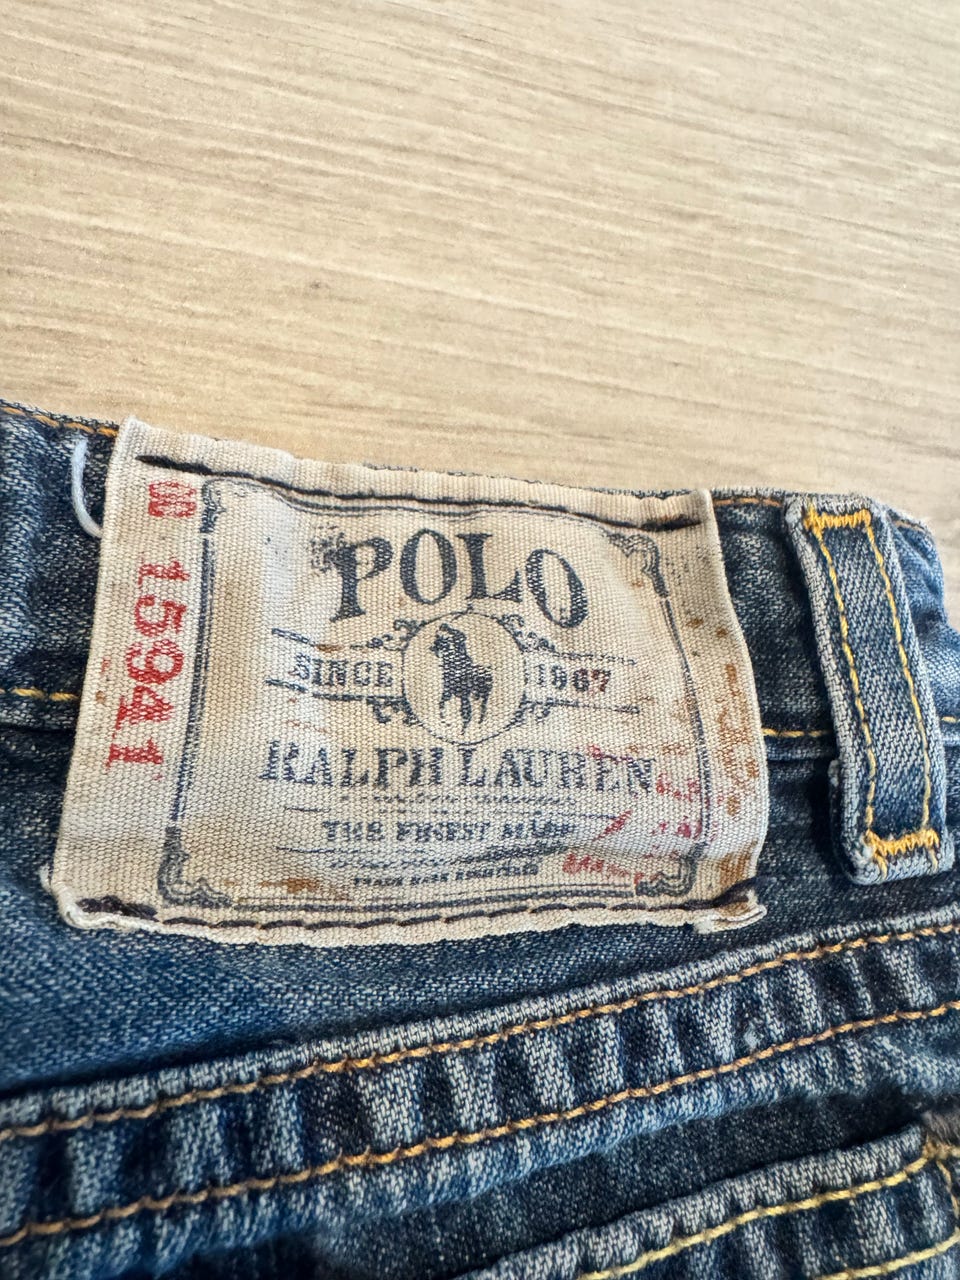 POLO
SINCE 1967
RALPH LAUREN
THE FINEST MADE
15941